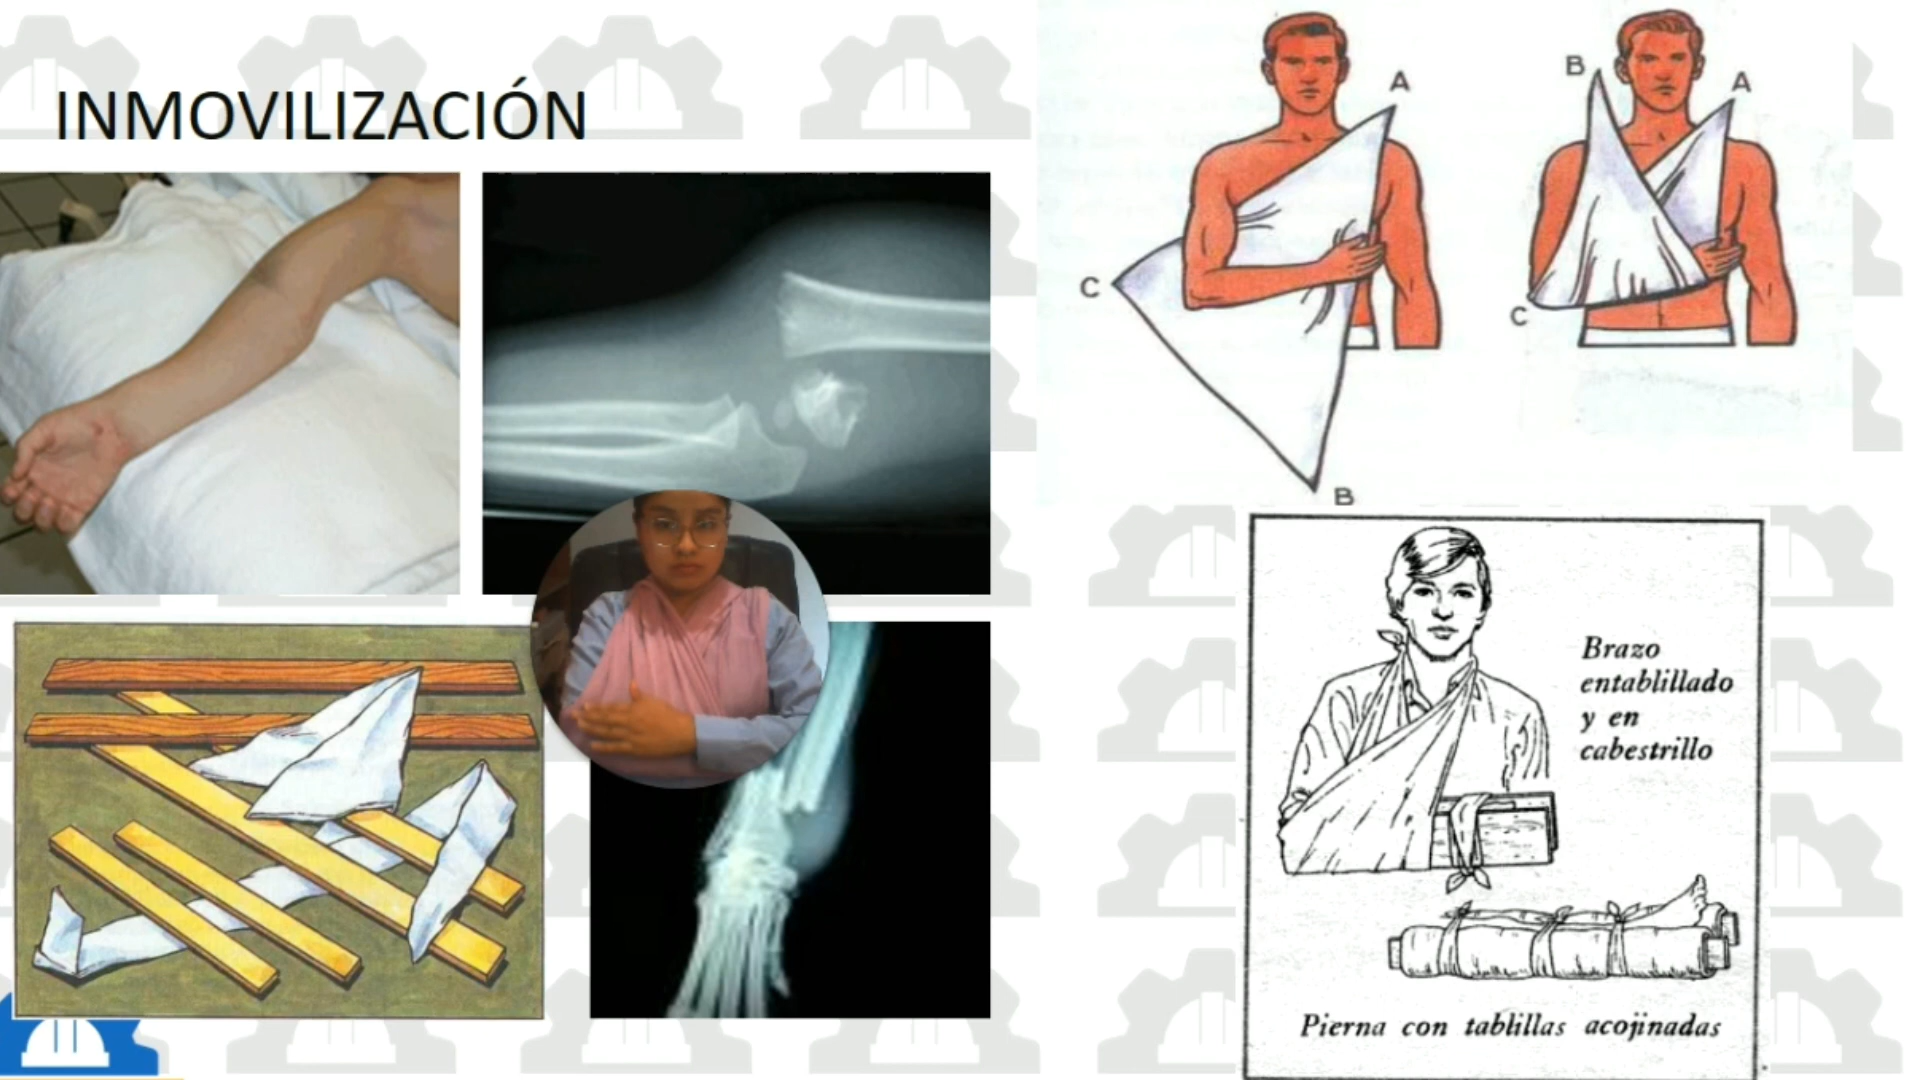 INMOVILIZACIÓN
A
C
B
B
A
C
Brazo
entablillado
y en
cabestrillo
Pierna con tablillas acojinadas